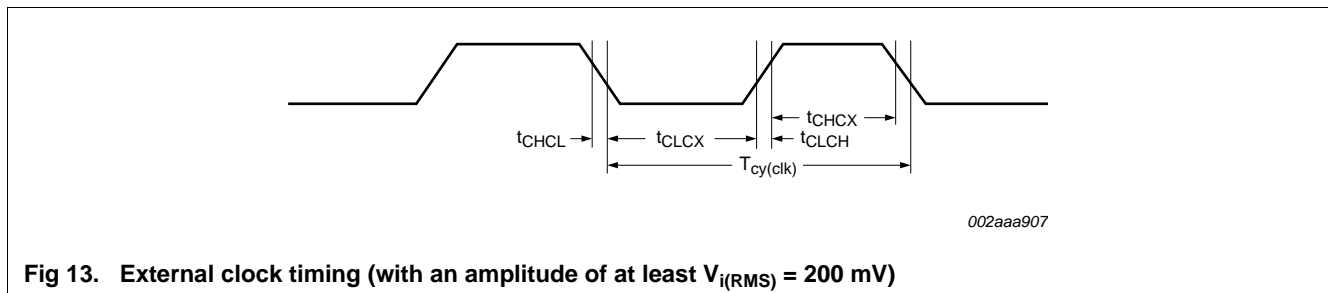 tCHCX
tCHCL tCLCX tCLCH
Tcy(clk)
002aaa907
Fig 13. External clock timing (with an amplitude of at least Vi(RMS) = 200 mV)